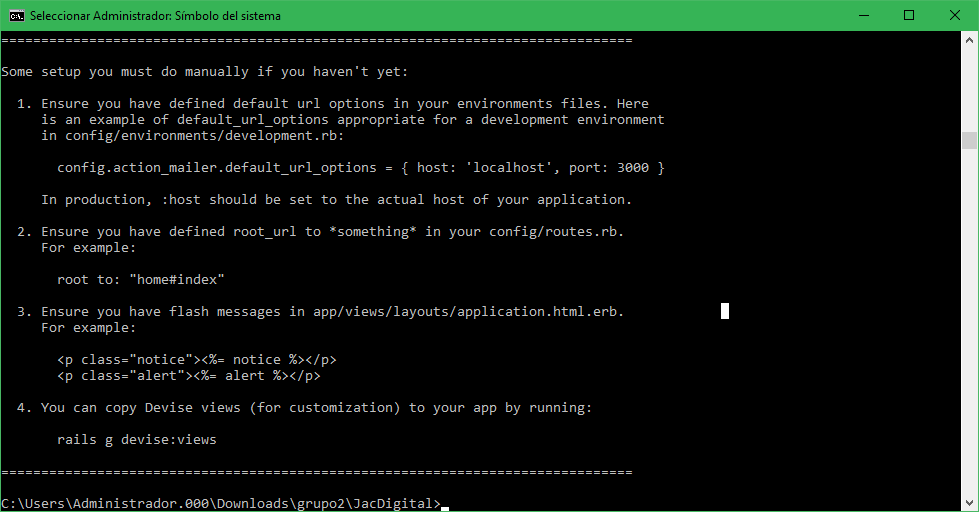 Seleccionar Administrador: Símbolo del sistema
===============================================================================
Some setup you must do manually if you haven't yet:
1. Ensure you have defined default url options in your environments files. Here
is an example of default_url_options appropriate for a development environment
in config/environments/development.rb:
config.action_mailer.default_url_options = { host: 'localhost', port: 3000 }
In production, :host should be set to the actual host of your application.
2. Ensure you have defined root_url to *something* in your config/routes.rb.
For example:
root to: "home#index"
3. Ensure you have flash messages in app/views/layouts/application.html.erb.
For example:
<p class="notice"><%= notice %></p>
<p class="alert"><%= alert %></p>
4. You can copy Devise views (for customization) to your app by running:
rails g devise:views
===============================================================================
C:\Users\Administrador.000\Downloads\grupo2\JacDigital>